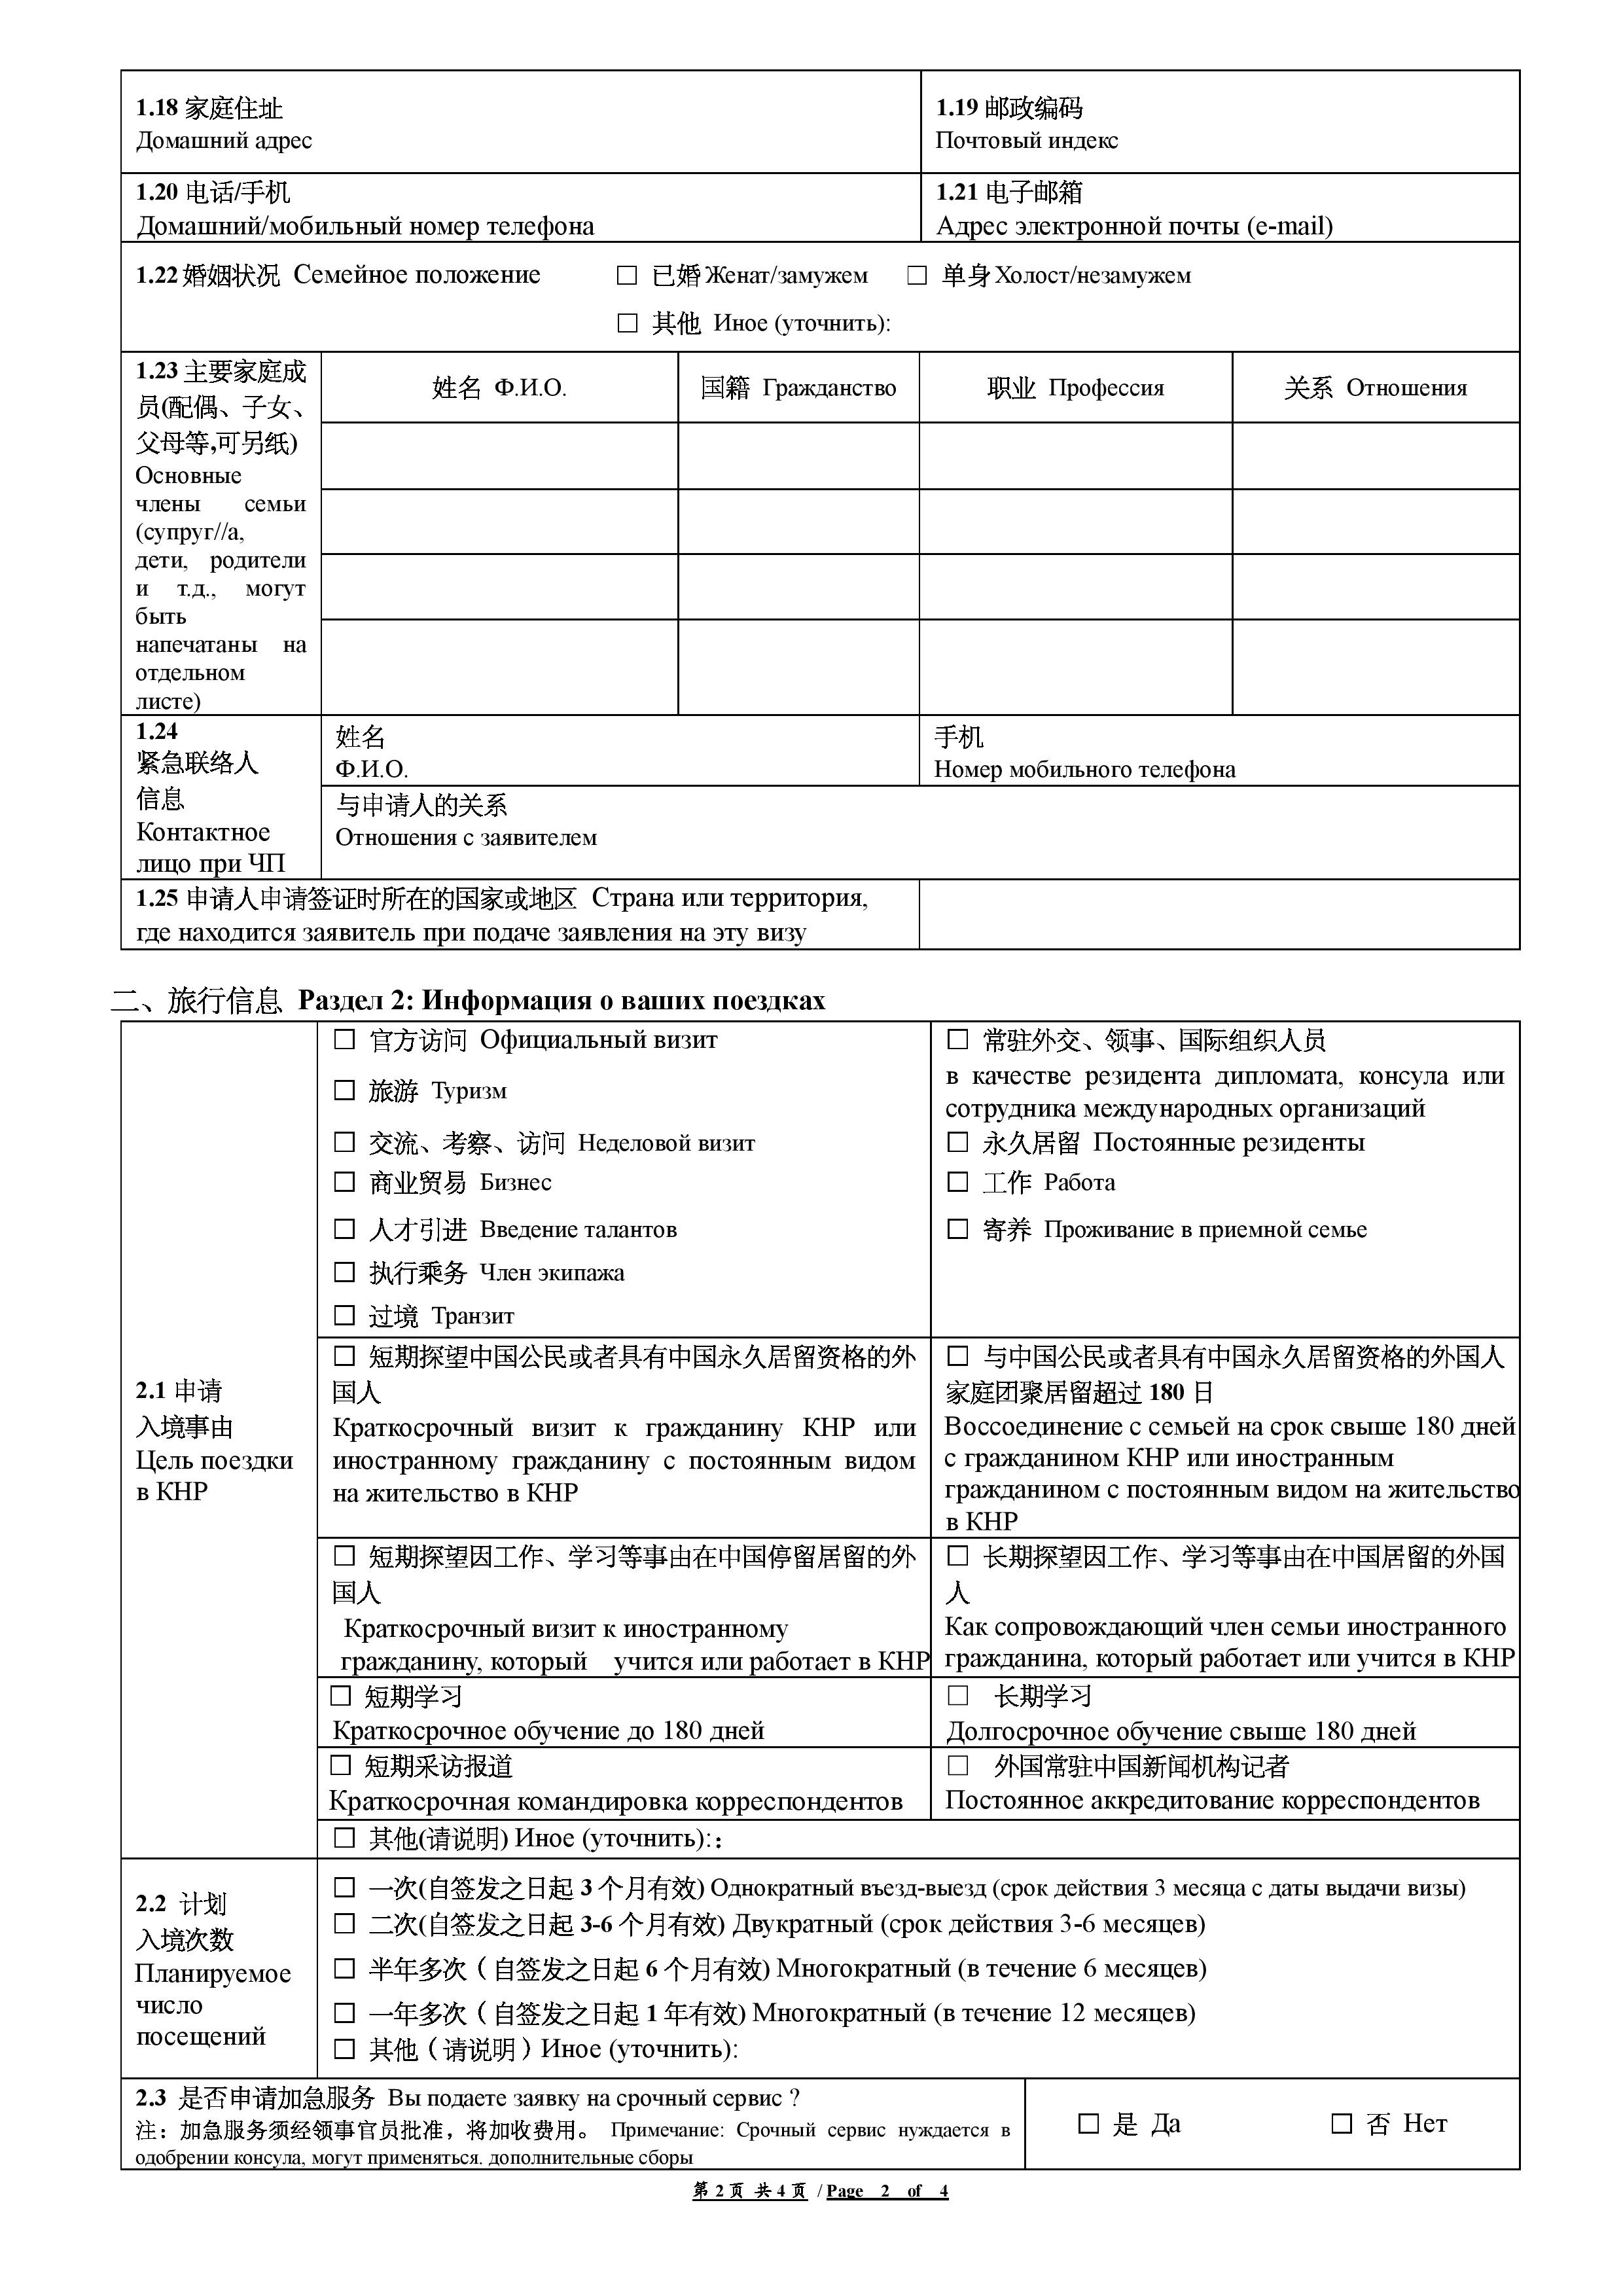 1.18 家庭住址
Домашний адрес
1.19 邮政编码
Почтовый индекс
1.20 电话/手机
Домашний/мобильный номер телефона
1.21 电子邮箱
Адрес электронной почты (e-mail)
1.22 婚姻状况 Семейное положение
□ 已婚 Женат/замужем □ 单身 Холост/незамужем
□ 其他 Иное (уточнить):
1.23 主要家庭成
员(配偶、子女、
父母等,可另纸)
Основные
члены семьи
(супруг//а,
дети, родители
и т.д., могут
быть
напечатаны на
отдельном
листе)
姓名 Ф.И.О.
国籍 Гражданство
职业 Профессия
关系 Отношения
1.24
紧急联络人
信息
Контактное
лицо при ЧП
姓名
Ф.И.О.
手机
Номер мобильного телефона
与申请人的关系
Отношения с заявителем
1.25 申请人申请签证时所在的国家或地区 Страна или территория,
где находится заявитель при подаче заявления на эту визу
二、旅行信息 Раздел 2: Информация о ваших поездках
2.1 申请
入境事由
Цель поездки
в КНР
□ 官方访问 Официальный визит
□ 旅游 Туризм
□ 交流、考察、访问 Неделовой визит
□ 商业贸易 Бизнес
□ 人才引进 Введение талантов
□ 执行乘务 Член экипажа
□ 过境 Транзит
□ 常驻外交、领事、国际组织人员
в качестве резидента дипломата, консула или
сотрудника международных организаций
□ 永久居留 Постоянные резиденты
□ 工作 Работа
□ 寄养 Проживание в приемной семье
□ 短期探望中国公民或者具有中国永久居留资格的外
国人
Краткосрочный визит к гражданину КНР или
иностранному гражданину с постоянным видом
на жительство в КНР
□ 与中国公民或者具有中国永久居留资格的外国人
家庭团聚居留超过 180 日
Воссоединение с семьей на срок свыше 180 дней
с гражданином КНР или иностранным
гражданином с постоянным видом на жительство
в КНР
□ 短期探望因工作、学习等事由在中国停留居留的外
国人
Краткосрочный визит к иностранному
гражданину, который учится или работает в КНР
□ 长期探望因工作、学习等事由在中国居留的外国
人
Как сопровождающий член семьи иностранного
гражданина, который работает или учится в КНР
□ 短期学习
Краткосрочное обучение до 180 дней
□ 长期学习
Долгосрочное обучение свыше 180 дней
□ 短期采访报道
Краткосрочная командировка корреспондентов
□ 外国常驻中国新闻机构记者
Постоянное аккредитование корреспондентов
□ 其他(请说明) Иное (уточнить):：
2.2 计划
入境次数
Планируемое
число
посещений
□ 一次(自签发之日起 3 个月有效) Однократный въезд-выезд (срок действия 3 месяца с даты выдачи визы)
□ 二次(自签发之日起 3-6 个月有效) Двукратный (срок действия 3-6 месяцев)
□ 半年多次（自签发之日起 6 个月有效) Многократный (в течение 6 месяцев)
□ 一年多次（自签发之日起 1 年有效) Многократный (в течение 12 месяцев)
□ 其他（请说明）Иное (уточнить):
2.3 是否申请加急服务 Вы подаете заявку на срочный сервис ?
注：加急服务须经领事官员批准，将加收费用。 Примечание: Срочный сервис нуждается в
одобрении консула, могут применяться. дополнительные сборы
□ 是 Да □ 否 Нет
第 2 页 共 4 页 / Page 2 of 4